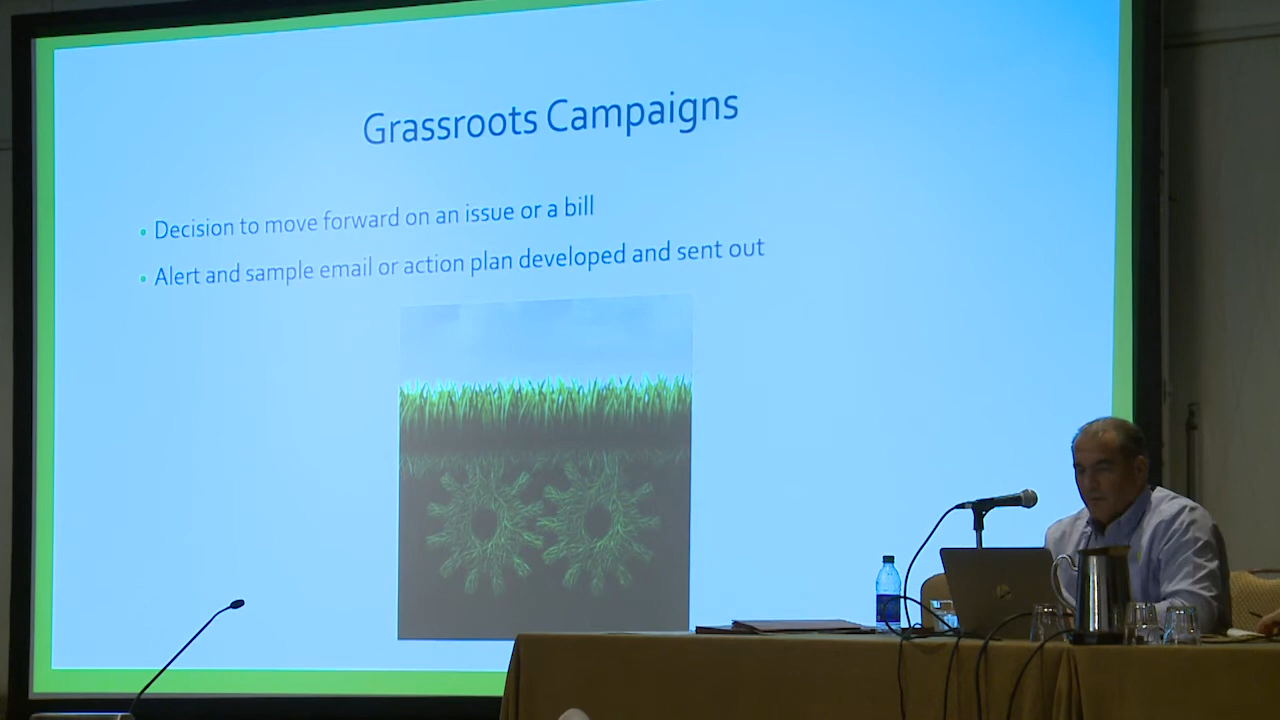 Grassroots Campaigns
• Decision to move forward on an issue or a bill
• Alert and sample email or action plan developed and sent out